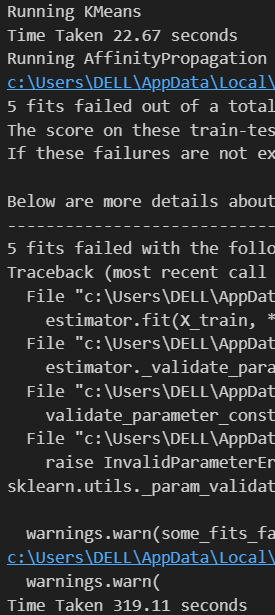 Running KMeans
Time Taken 22.67 seconds
Running AffinityPropagation
c:\Users\DELL\AppData\Local\
5 fits failed out of a total
The score on these train-tes
If these failures are not ex
Below are more details about
-----------------------------
5 fits failed with the follo
Traceback (most recent call
File "c:\Users\DELL\AppDat
estimator.fit(X_train, *
File "c:\Users\DELL\AppDat
estimator._validate_para
File "c:\Users\DELL\AppDat
validate_parameter_const
File "c:\Users\DELL\AppDat
raise InvalidParameterEr
sklearn.utils._param_validat
warnings.warn(some_fits_fa
c:\Users\DELL\AppData\Local\
warnings.warn(
Time Taken 319.11 seconds